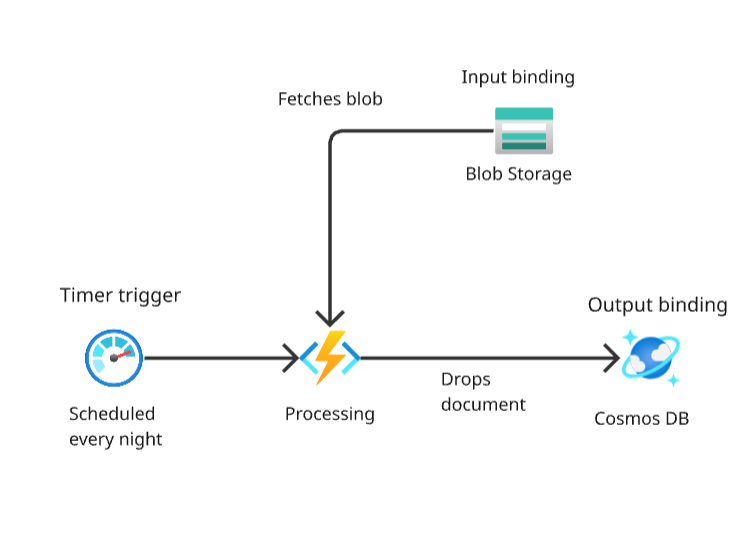 Input binding
Fetches blob
Blob Storage
Timer trigger
Output binding
Drops
document
Scheduled
every night
Processing
Cosmos DB